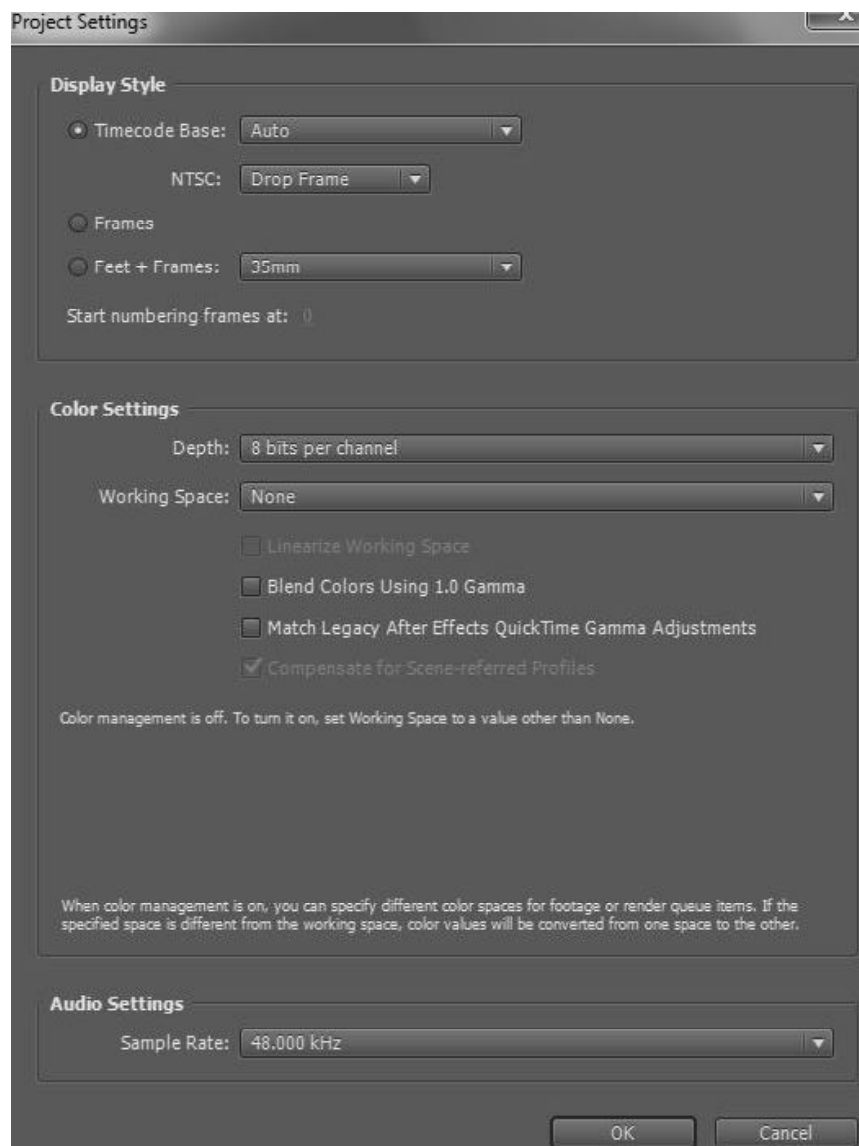 Project Settings
Display Style
Timecode Base: Auto
NTSC: Drop Frame
Frames
Feet + Frames: 35mm
Start numbering frames at: 0
Color Settings
Depth: 8 bits per channel
Working Space: None
Linearize Working Space
Blend Colors Using 1.0 Gamma
Match Legacy After Effects QuickTime Gamma Adjustments
Compensate for Scene-referred Profiles
Color management is off. To turn it on, set Working Space to a value other than None.
When color management is on, you can specify different color spaces for footage or render queue items. If the
specified space is different from the working space, color values will be converted from one space to the other.
Audio Settings
Sample Rate: 48.000 kHz
OK Cancel